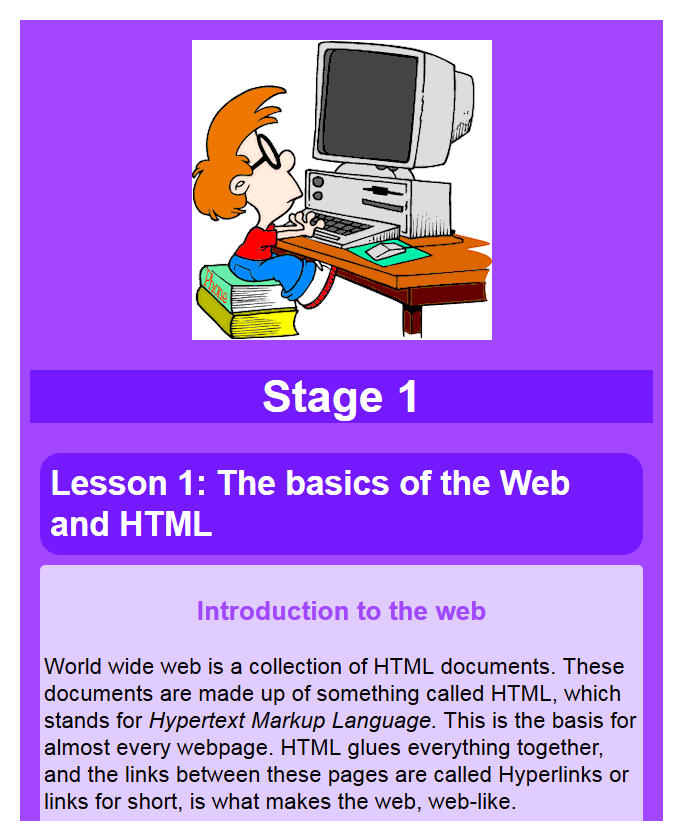 Phone
Stage 1
Lesson 1: The basics of the Web
and HTML
Introduction to the web
World wide web is a collection of HTML documents. These
documents are made up of something called HTML, which
stands for Hypertext Markup Language. This is the basis for
almost every webpage. HTML glues everything together,
and the links between these pages are called Hyperlinks or
links for short, is what makes the web, web-like.